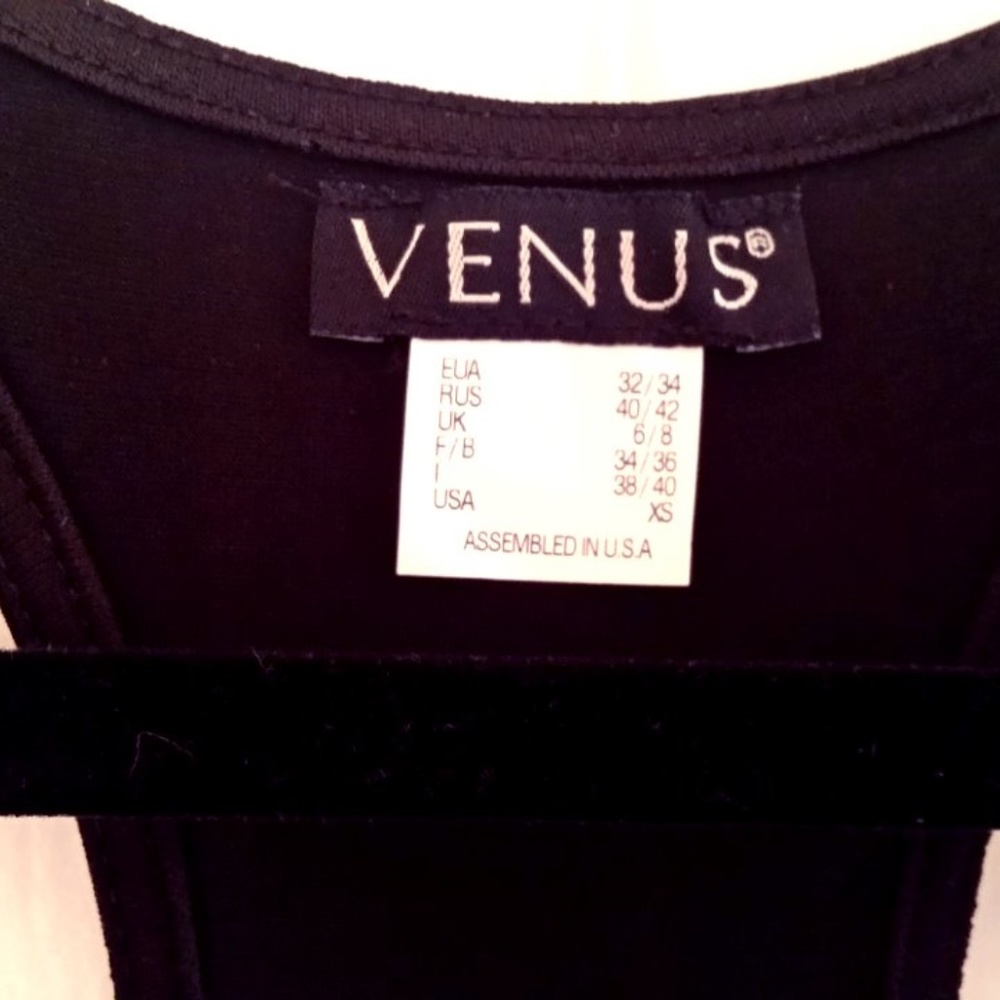 VENUS®
EUA 32/34
RUS 40/42
UK 6/8
F/B 34/36
I 38/40
USA XS
ASSEMBLED IN U.S.A